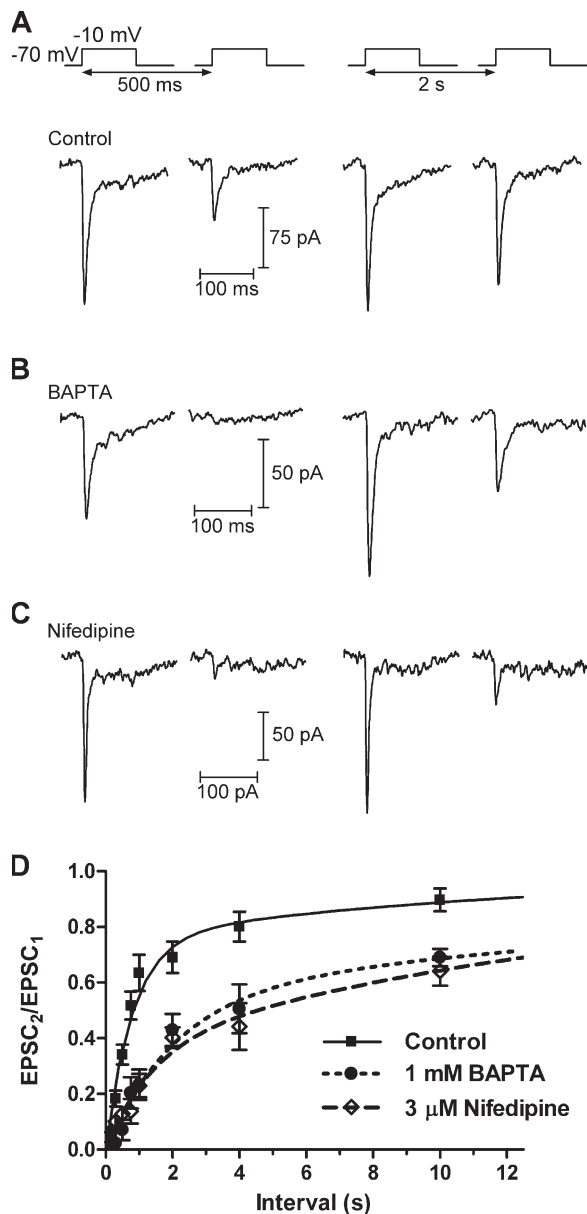 A
-10 mV
-70 mV
500 ms
2 s
Control
75 pA
100 ms
B
BAPTA
50 pA
100 ms
C
Nifedipine
50 pA
100 pA
D
1.0
0.8
0.6
0.4
0.2
0.0
EPSC₂/EPSC₁
Control
1 mM BAPTA
3 µM Nifedipine
0 2 4 6 8 10 12
Interval (s)